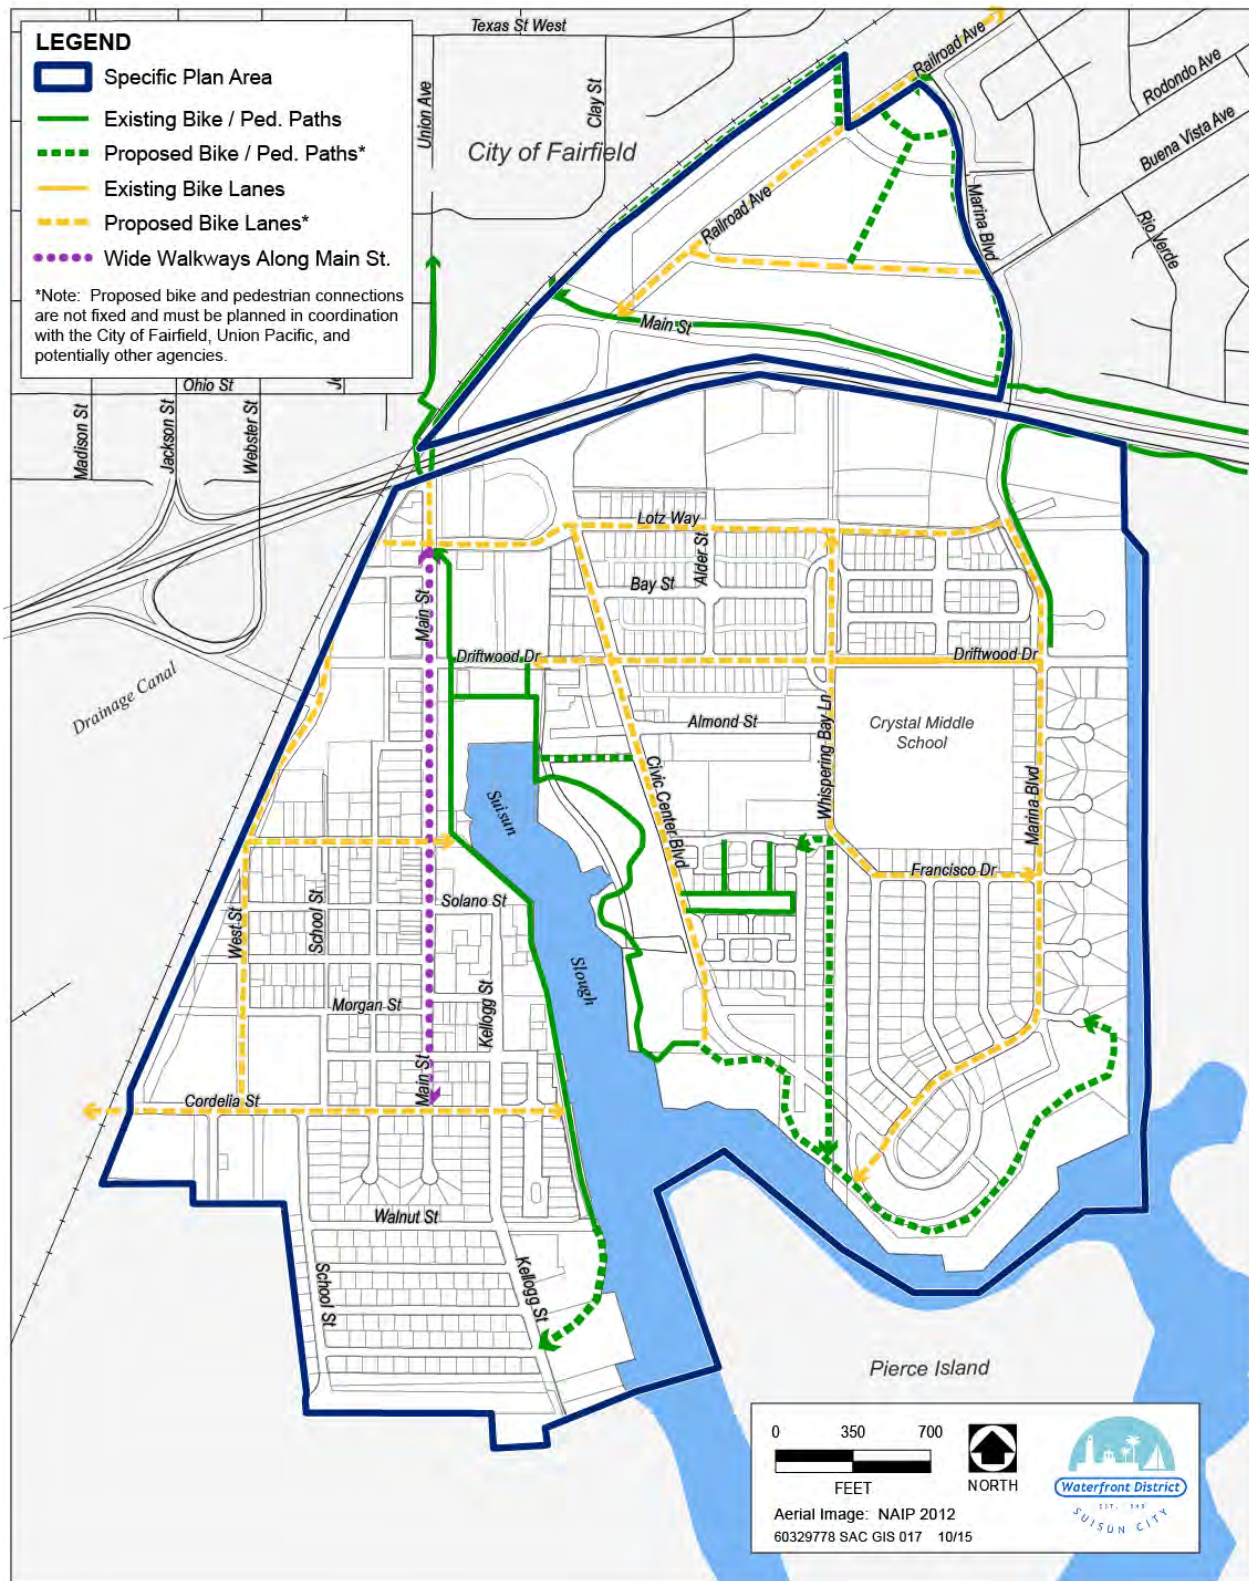 LEGEND
Specific Plan Area
Existing Bike / Ped. Paths
Proposed Bike / Ped. Paths*
Existing Bike Lanes
Proposed Bike Lanes*
Wide Walkways Along Main St.
*Note: Proposed bike and pedestrian connections
are not fixed and must be planned in coordination
with the City of Fairfield, Union Pacific, and
potentially other agencies.
Texas St West
Union Ave
Clay St
City of Fairfield
Railroad Ave
Rodondo Ave
Buena Vista Ave
Railroad Ave
Marina Blvd
Rio Verde
Main St
Ohio St
Madison St
Jackson St
Webster St
Lotz Way
Alder St
Bay St
Main St
Driftwood Dr
Driftwood Dr
Drainage Canal
Almond St
Whispering Bay Ln
Crystal Middle
School
Suisun
Civic Center Blvd
Marina Blvd
Francisco Dr
Solano St
School St
West St
Slough
Morgan St
Kellogg St
Main St
Cordelia St
Walnut St
School St
Kellogg St
Pierce Island
0 350 700
FEET
NORTH
Waterfront District
SUISUN CITY
Aerial Image: NAIP 2012
60329778 SAC GIS 017 10/15